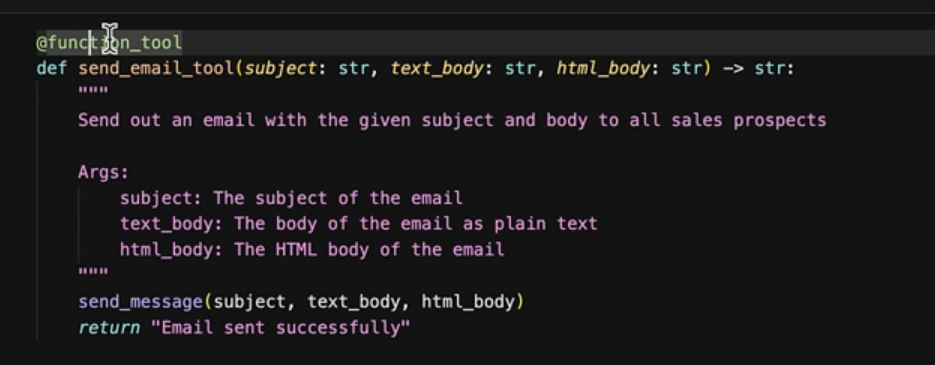 @function_tool
def send_email_tool(subject: str, text_body: str, html_body: str) -> str:
    """
    Send out an email with the given subject and body to all sales prospects

    Args:
        subject: The subject of the email
        text_body: The body of the email as plain text
        html_body: The HTML body of the email
    """
    send_message(subject, text_body, html_body)
    return "Email sent successfully"